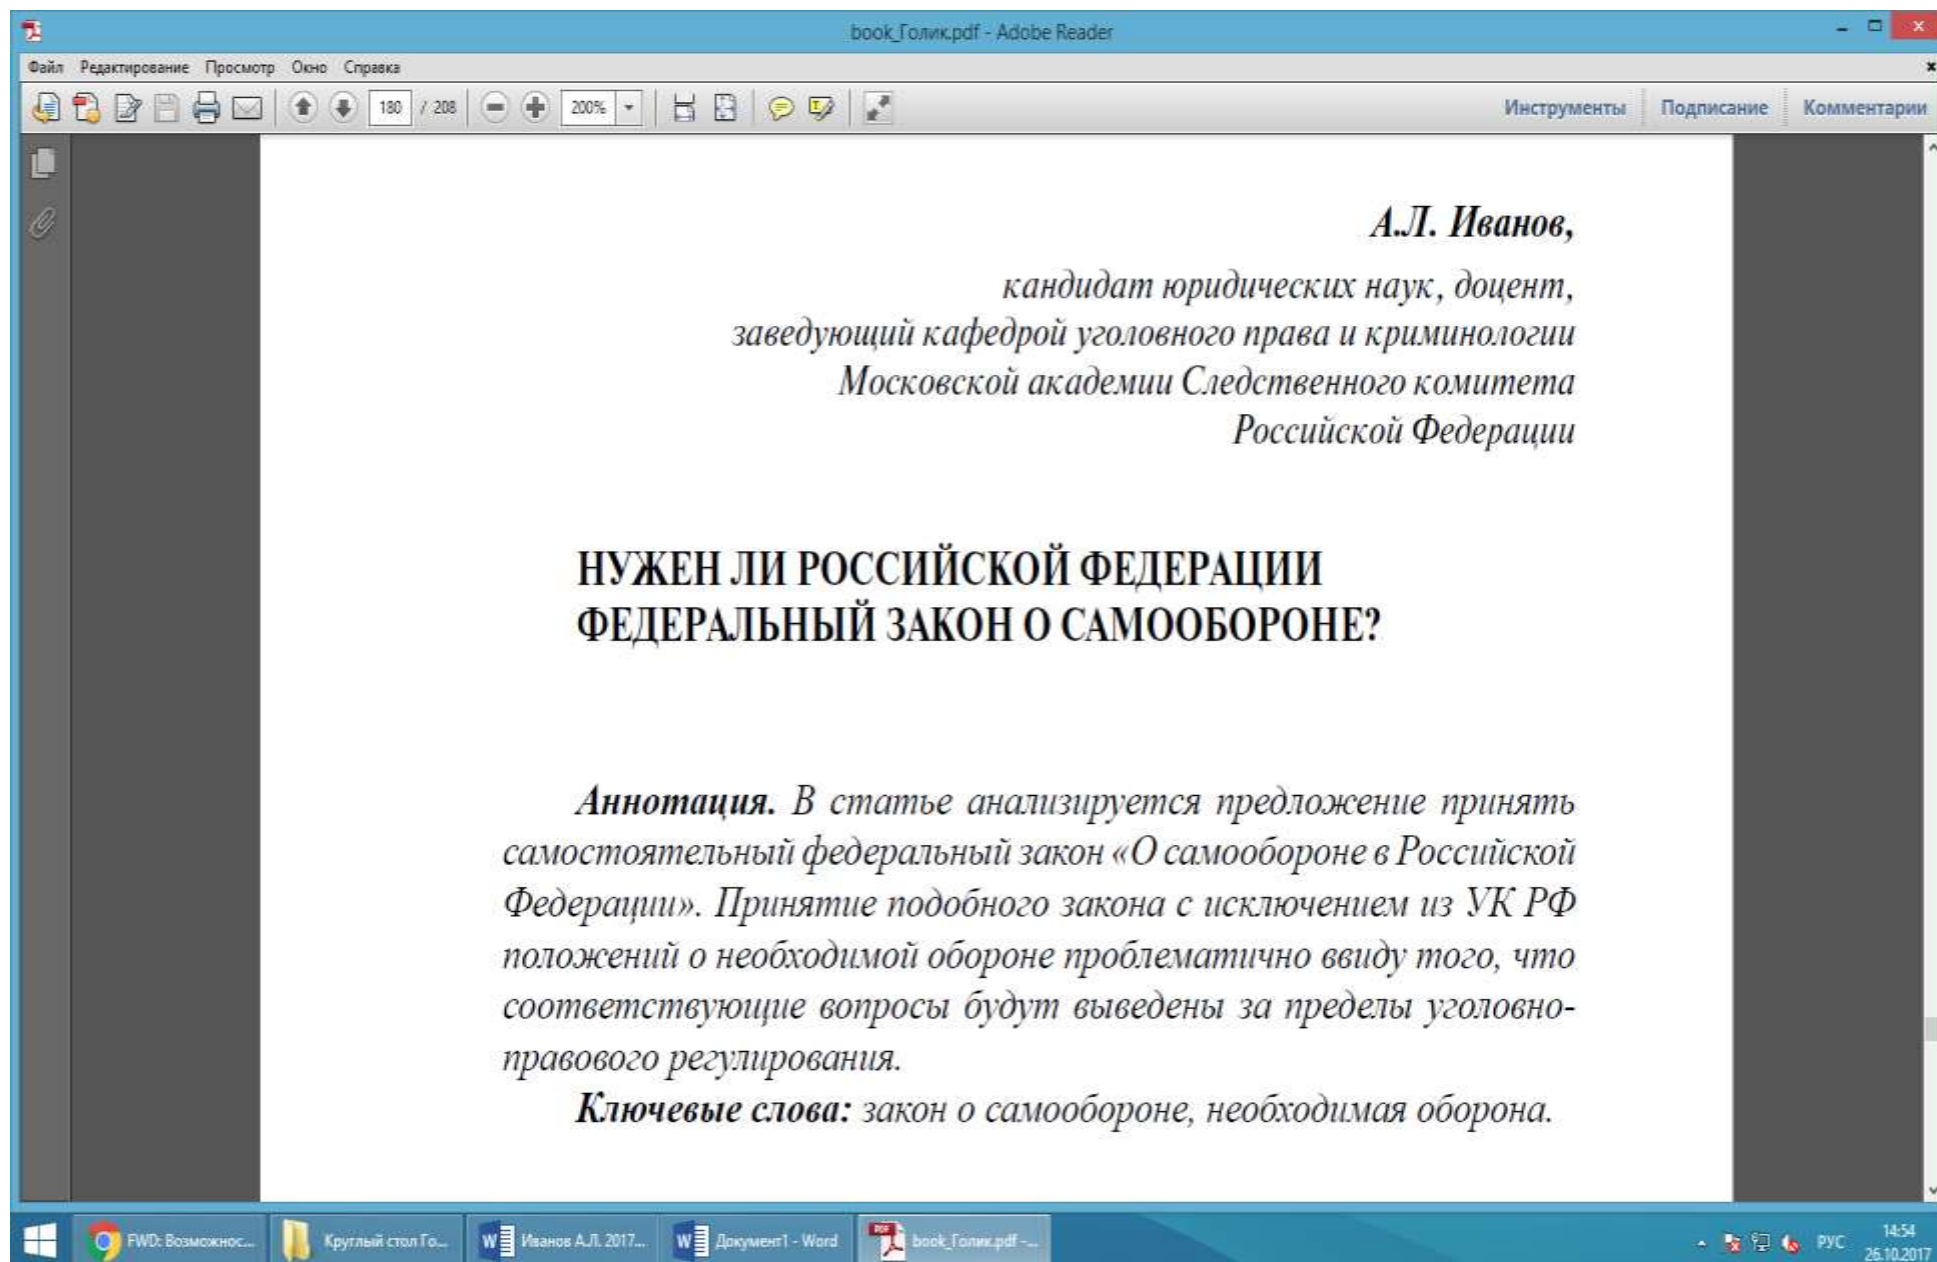 book_Голик.pdf - Adobe Reader
Файл Редактирование Просмотр Окно Справка
180 / 208 200% Инструменты Подписание Комментарии
А.Л. Иванов,
кандидат юридических наук, доцент,
заведующий кафедрой уголовного права и криминологии
Московской академии Следственного комитета
Российской Федерации
НУЖЕН ЛИ РОССИЙСКОЙ ФЕДЕРАЦИИ
ФЕДЕРАЛЬНЫЙ ЗАКОН О САМООБОРОНЕ?
Аннотация. В статье анализируется предложение принять
самостоятельный федеральный закон «О самообороне в Российской
Федерации». Принятие подобного закона с исключением из УК РФ
положений о необходимой обороне проблематично ввиду того, что
соответствующие вопросы будут выведены за пределы уголовно-
правового регулирования.
Ключевые слова: закон о самообороне, необходимая оборона.
FWD: Возможнос... Круглый стол Го... Иванов А.Л. 2017... Документ1 - Word book_Голик.pdf -... РУС 14:54
26.10.2017